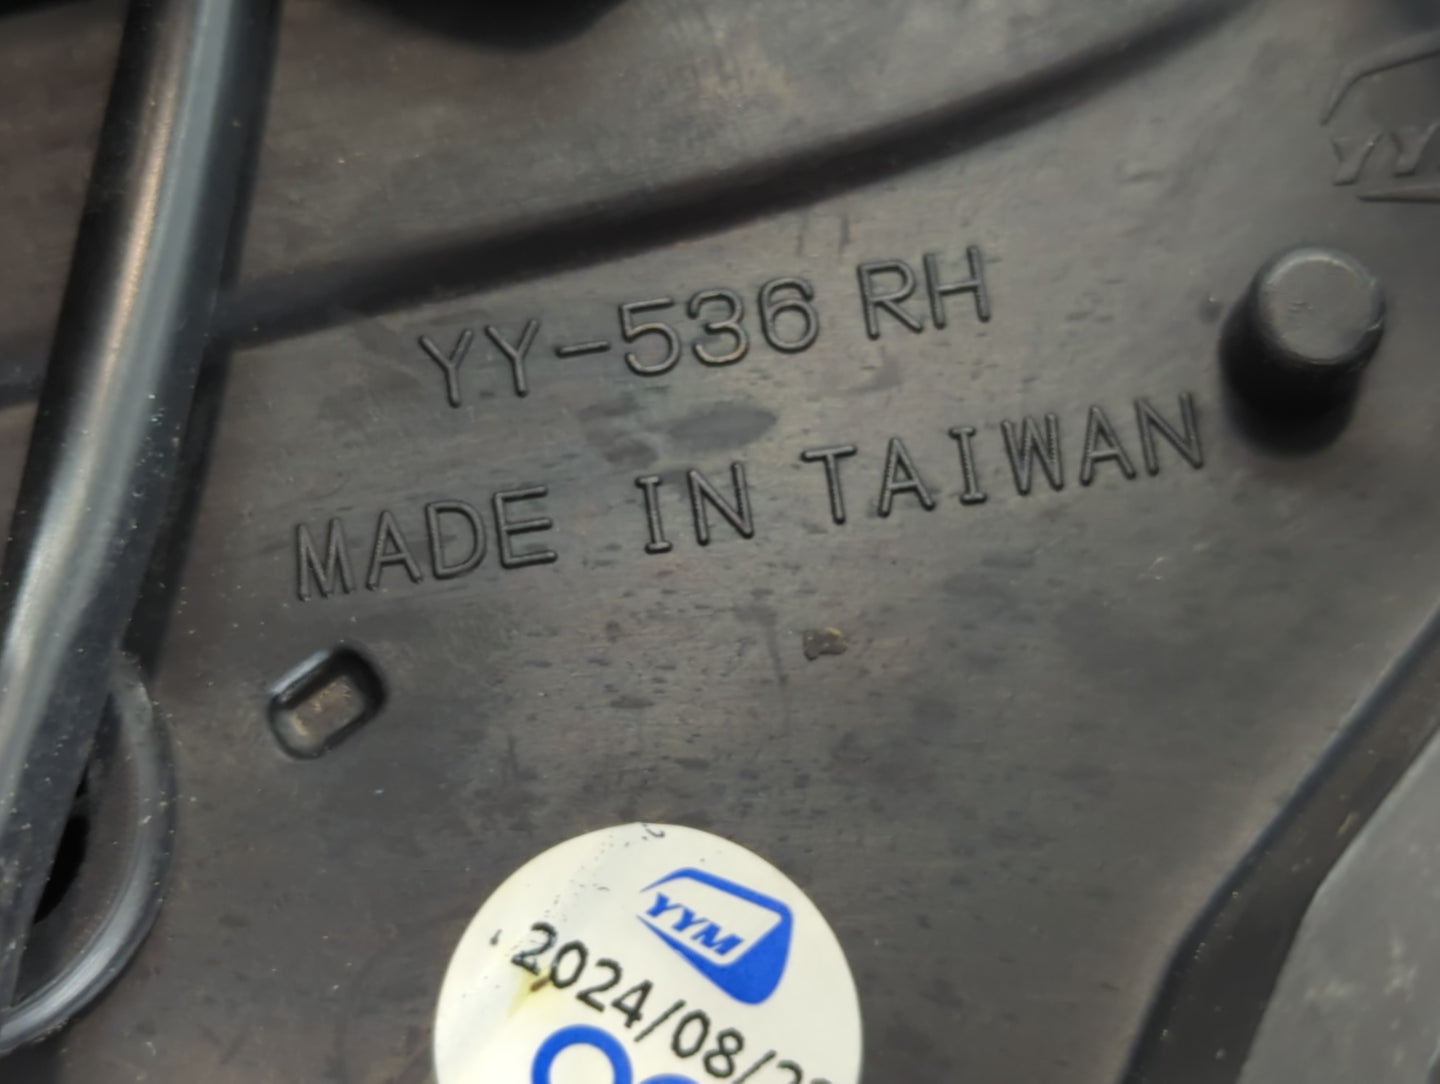 YY-536 RH
MADE IN TAIWAN
YYM
2024/08/